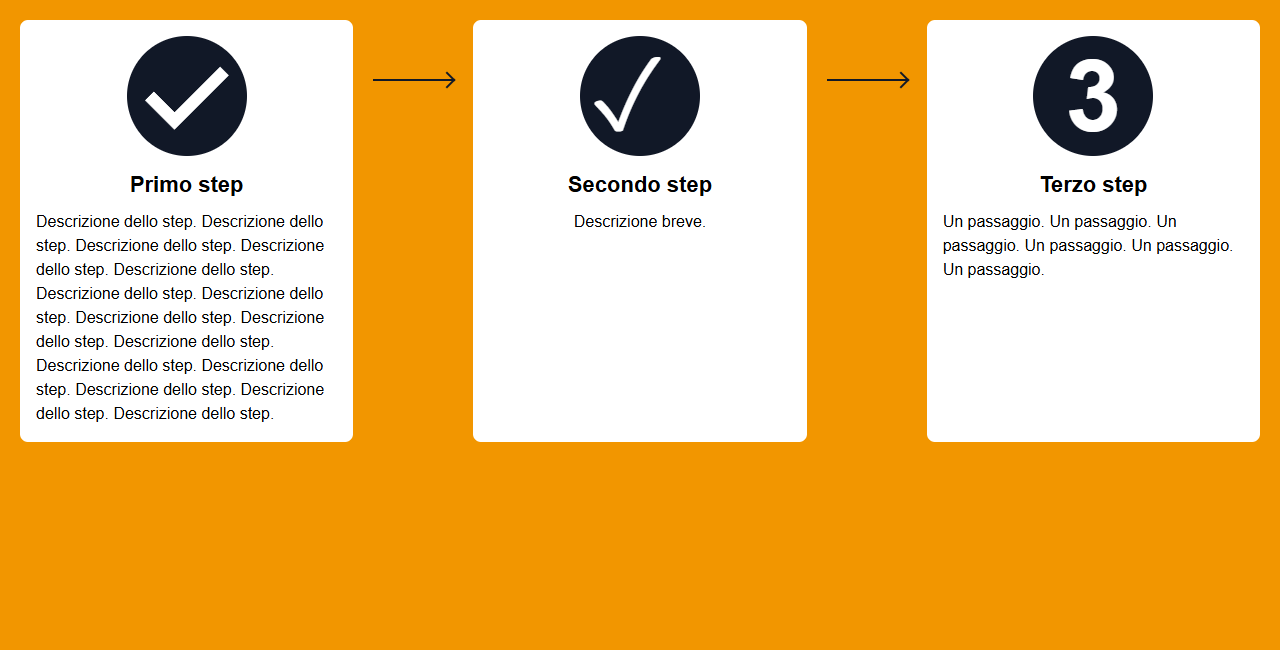 Primo step
Descrizione dello step. Descrizione dello
step. Descrizione dello step. Descrizione
dello step. Descrizione dello step.
Descrizione dello step. Descrizione dello
step. Descrizione dello step. Descrizione
dello step. Descrizione dello step.
Descrizione dello step. Descrizione dello
step. Descrizione dello step. Descrizione
dello step. Descrizione dello step.
Secondo step
Descrizione breve.
3
Terzo step
Un passaggio. Un passaggio. Un
passaggio. Un passaggio. Un passaggio.
Un passaggio.